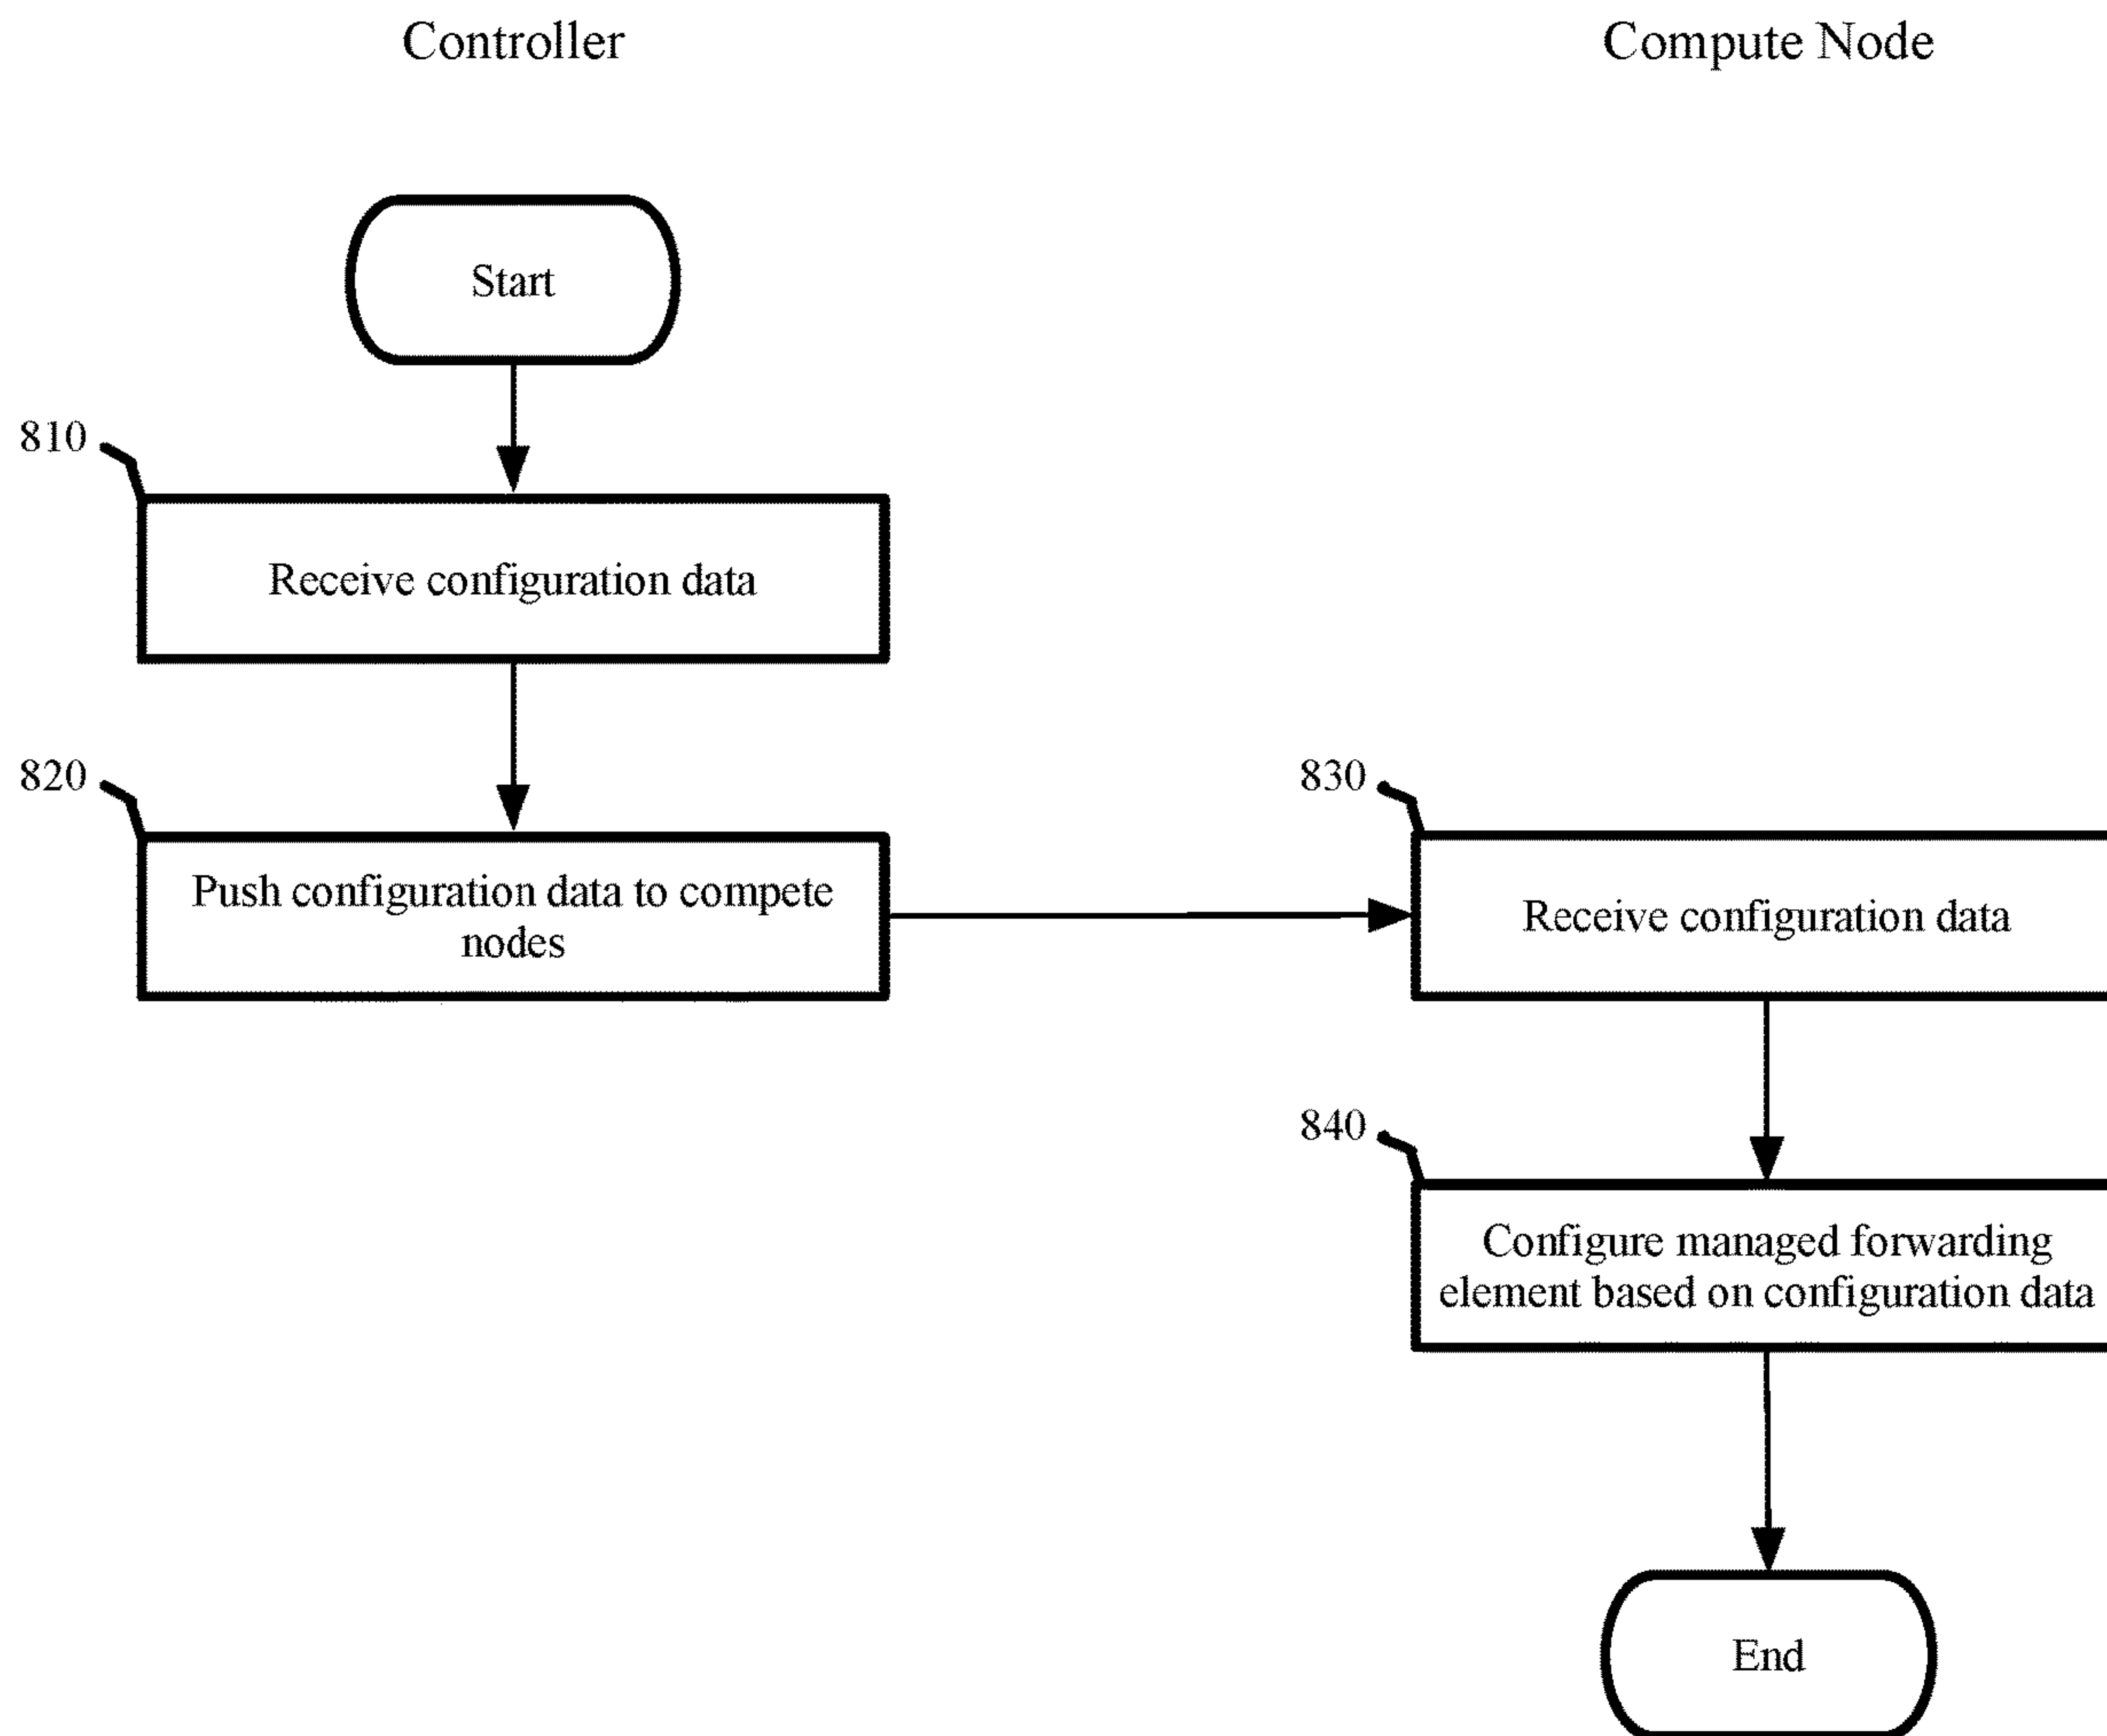 Controller
Compute Node
Start
810
Receive configuration data
820
Push configuration data to compete
nodes
830
Receive configuration data
840
Configure managed forwarding
element based on configuration data
End